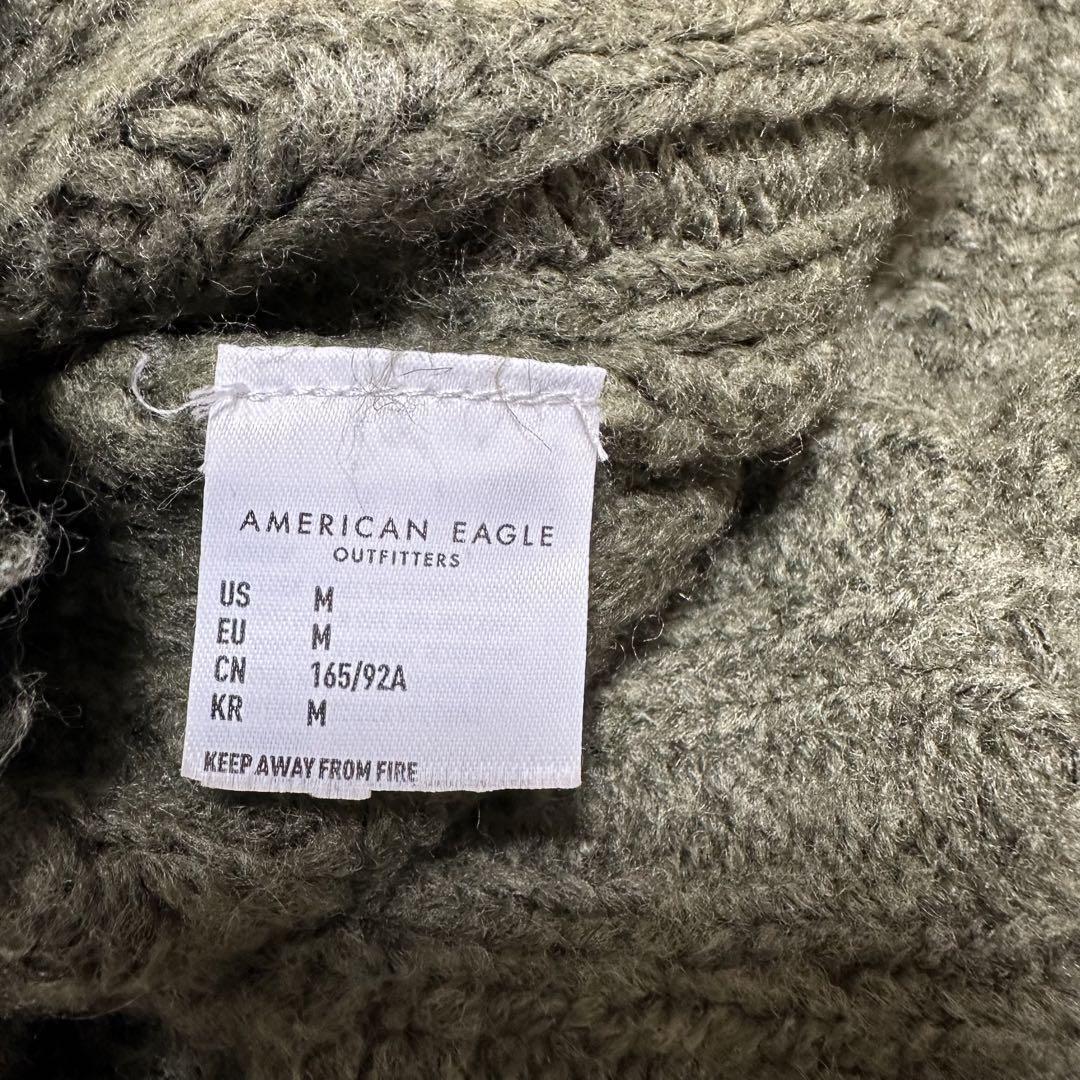 AMERICAN EAGLE
OUTFITTERS
US M
EU M
CN 165/92A
KR M
KEEP AWAY FROM FIRE